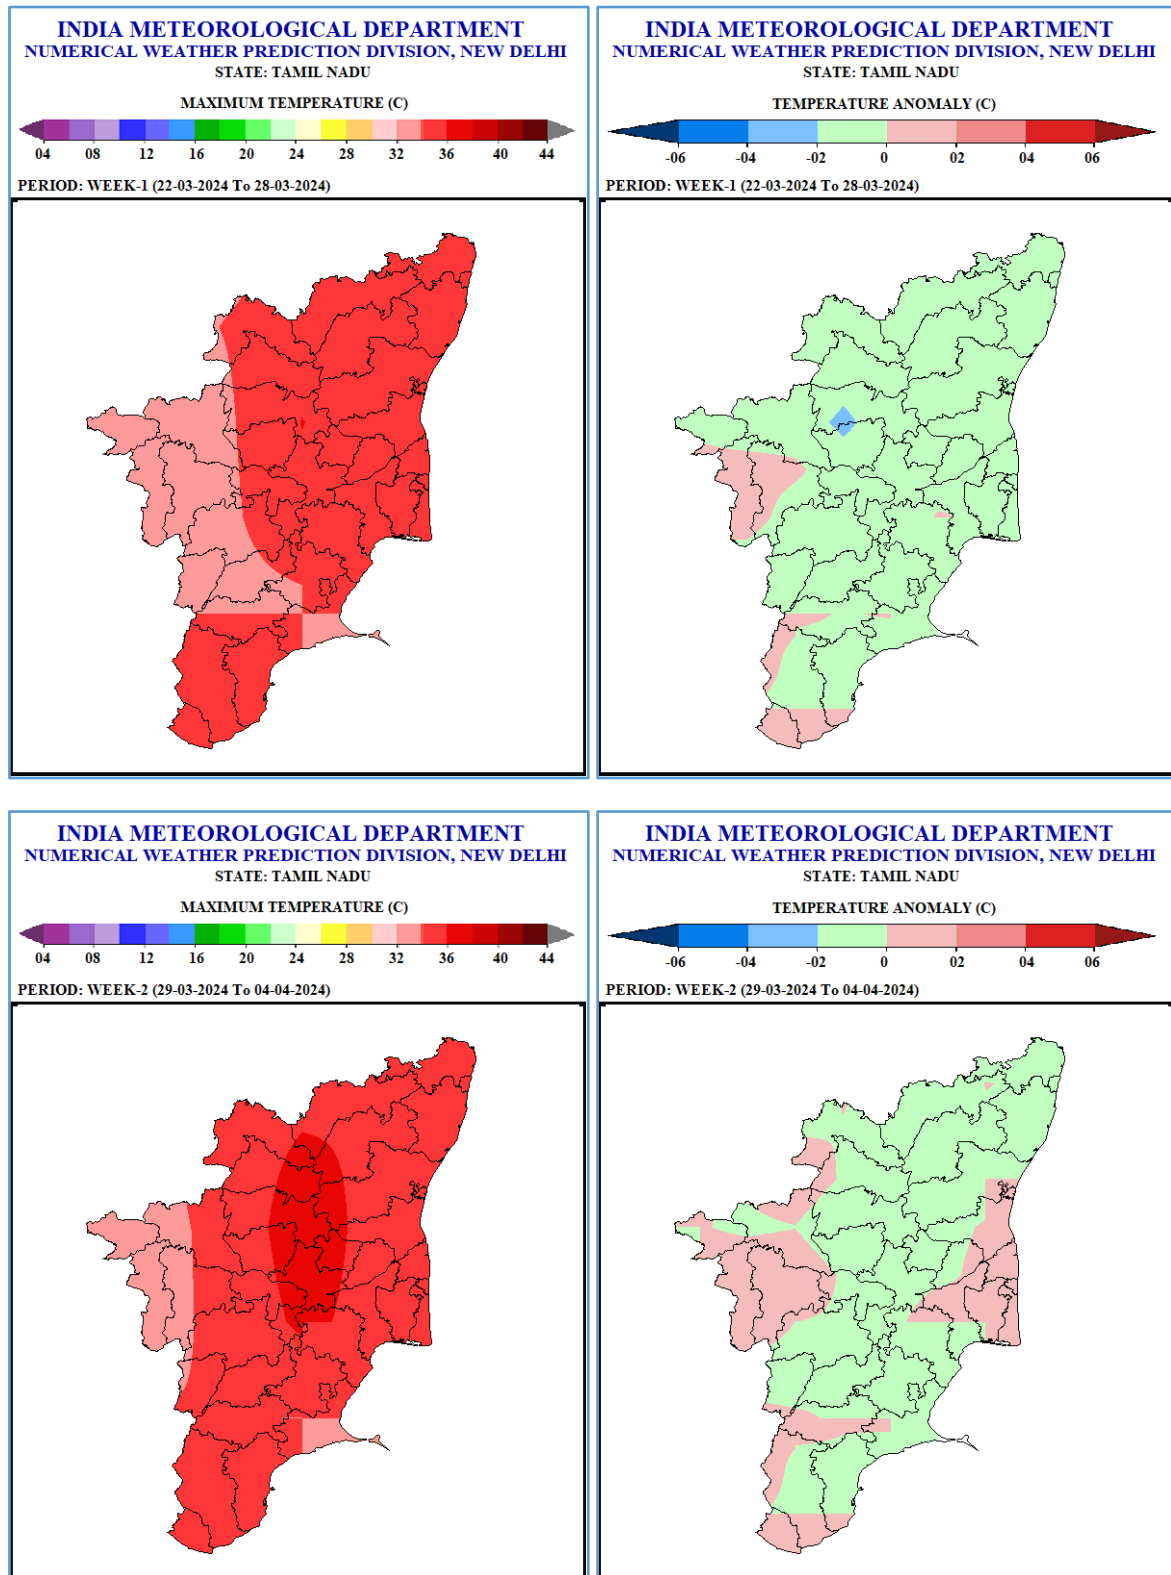 INDIA METEOROLOGICAL DEPARTMENT
NUMERICAL WEATHER PREDICTION DIVISION, NEW DELHI
STATE: TAMIL NADU
MAXIMUM TEMPERATURE (C)
04 08 12 16 20 24 28 32 36 40 44
PERIOD: WEEK-1 (22-03-2024 To 28-03-2024)
INDIA METEOROLOGICAL DEPARTMENT
NUMERICAL WEATHER PREDICTION DIVISION, NEW DELHI
STATE: TAMIL NADU
TEMPERATURE ANOMALY (C)
-06 -04 -02 0 02 04 06
PERIOD: WEEK-1 (22-03-2024 To 28-03-2024)
INDIA METEOROLOGICAL DEPARTMENT
NUMERICAL WEATHER PREDICTION DIVISION, NEW DELHI
STATE: TAMIL NADU
MAXIMUM TEMPERATURE (C)
04 08 12 16 20 24 28 32 36 40 44
PERIOD: WEEK-2 (29-03-2024 To 04-04-2024)
INDIA METEOROLOGICAL DEPARTMENT
NUMERICAL WEATHER PREDICTION DIVISION, NEW DELHI
STATE: TAMIL NADU
TEMPERATURE ANOMALY (C)
-06 -04 -02 0 02 04 06
PERIOD: WEEK-2 (29-03-2024 To 04-04-2024)